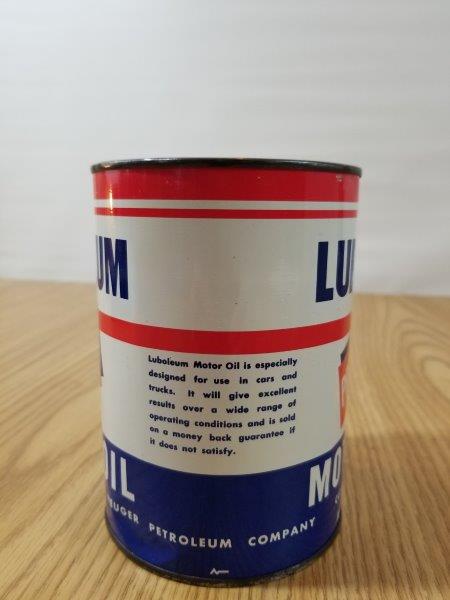 UM LU
Luboleum Motor Oil is especially
designed for use in cars and
trucks. It will give excellent
results over a wide range of
operating conditions and is sold
on a money back guarantee if
it does not satisfy.
OIL MO
UGER PETROLEUM COMPANY